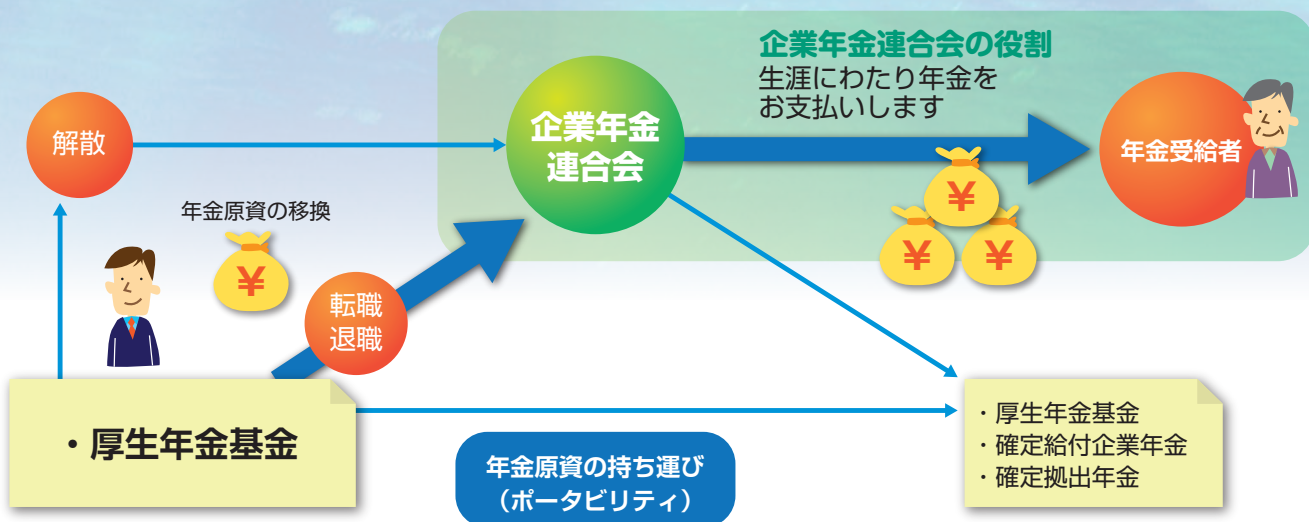 企業年金連合会の役割
生涯にわたり年金を
お支払いします
解散
企業年金
連合会
年金受給者
年金原資の移換
¥
¥
¥
¥
転職
退職
・厚生年金基金
年金原資の持ち運び
（ポータビリティ）
・厚生年金基金
・確定給付企業年金
・確定拠出年金